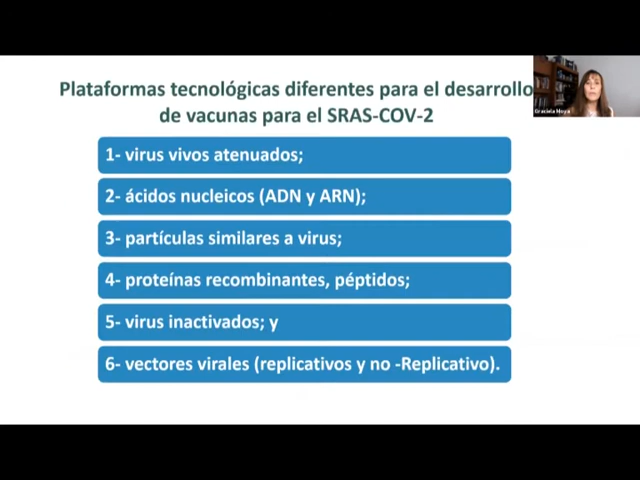 Plataformas tecnológicas diferentes para el desarrollo
de vacunas para el SRAS-COV-2
Graciela Moya
1- virus vivos atenuados;
2- ácidos nucleicos (ADN y ARN);
3- partículas similares a virus;
4- proteínas recombinantes, péptidos;
5- virus inactivados; y
6- vectores virales (replicativos y no -Replicativo).